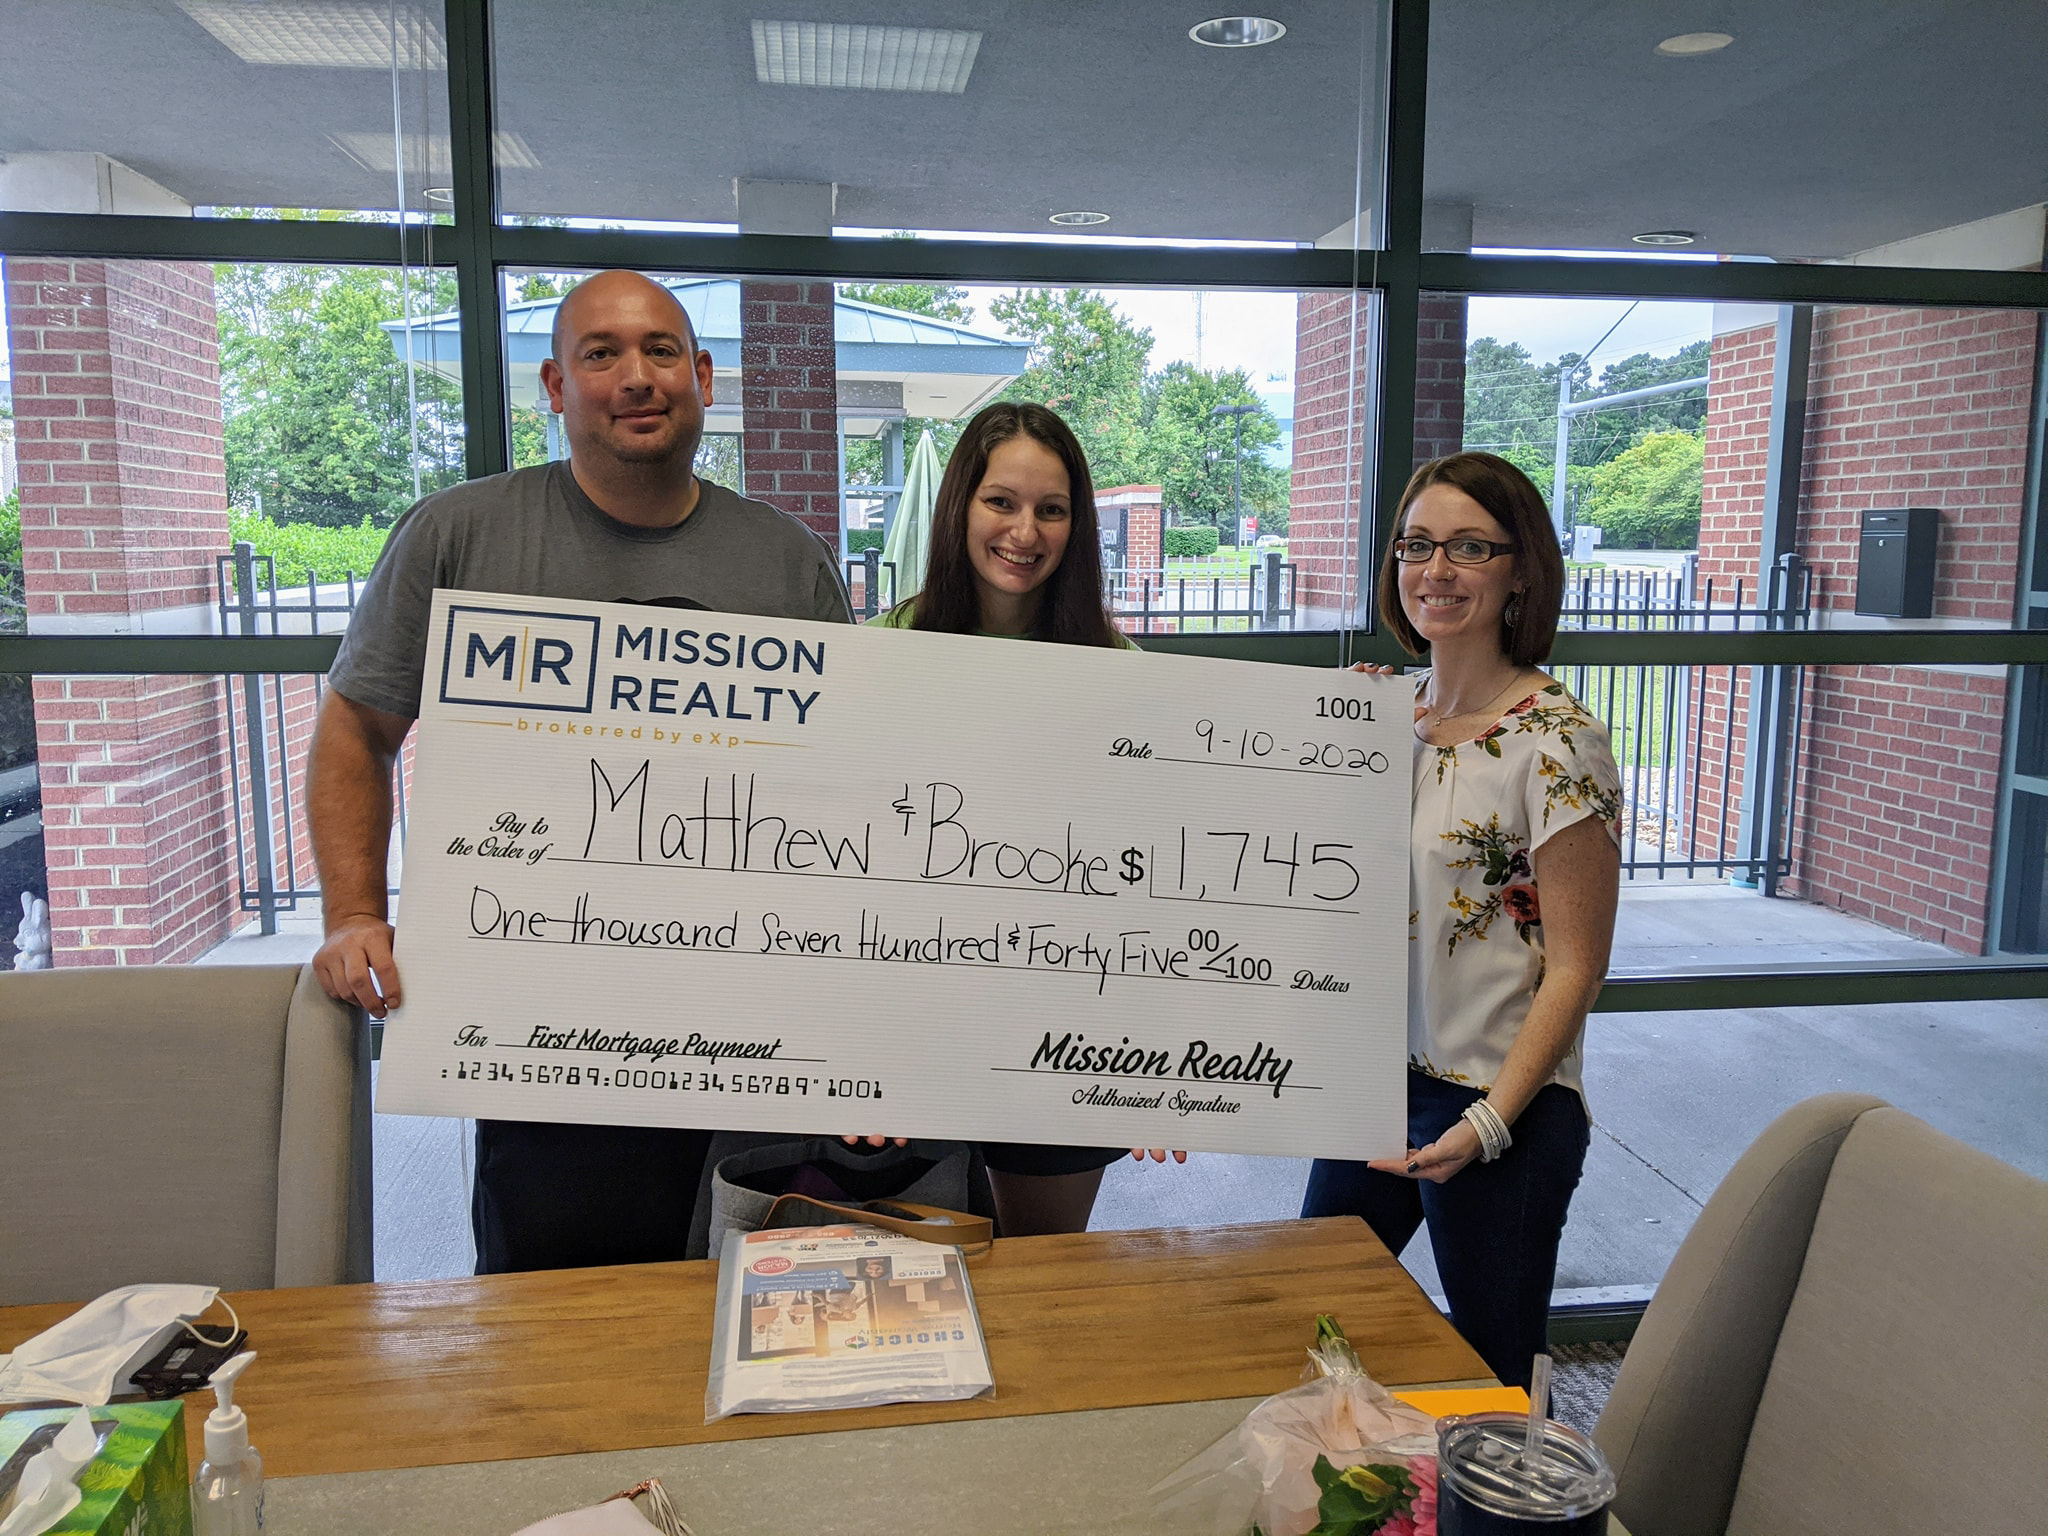 M|R MISSION
REALTY
brokered by eXp
1001
Date 9-10-2020
Pay to
the Order of Matthew & Brooke $ 1,745
One thousand Seven Hundred & Forty Five 00/100 Dollars
For First Mortgage Payment
Mission Realty
Authorized Signature
:123456789:000123456789" 1001
CHOICE
Home Warranty